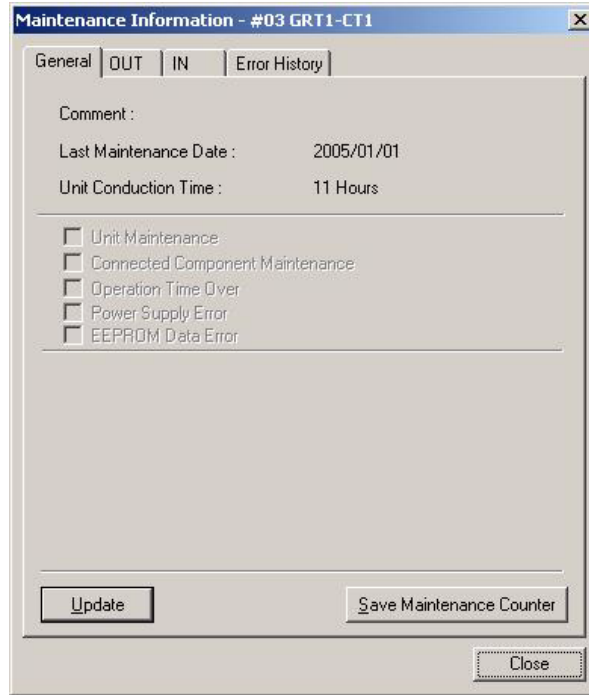 Maintenance Information - #03 GRT1-CT1
General OUT IN Error History
Comment :
Last Maintenance Date : 2005/01/01
Unit Conduction Time : 11 Hours
Unit Maintenance
Connected Component Maintenance
Operation Time Over
Power Supply Error
EEPROM Data Error
Update Save Maintenance Counter
Close